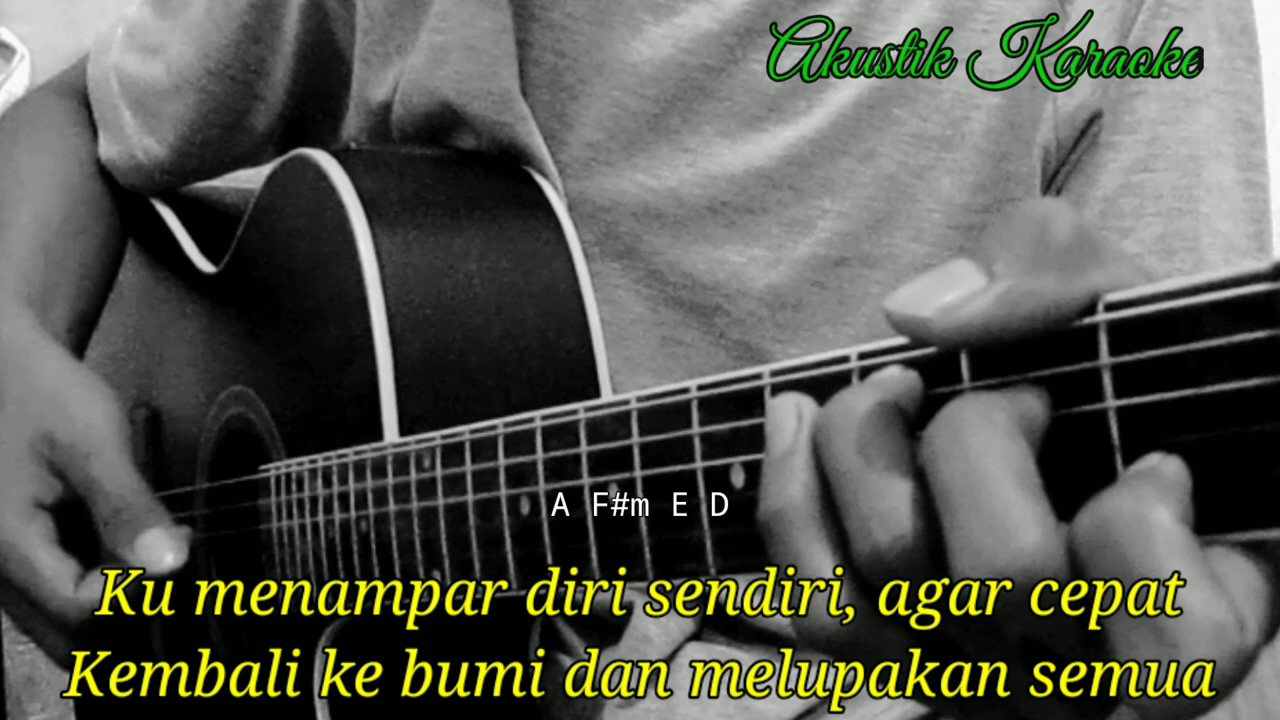 Akustik Karaoke
A F#m E D
Ku menampar diri sendiri, agar cepat
Kembali ke bumi dan melupakan semua